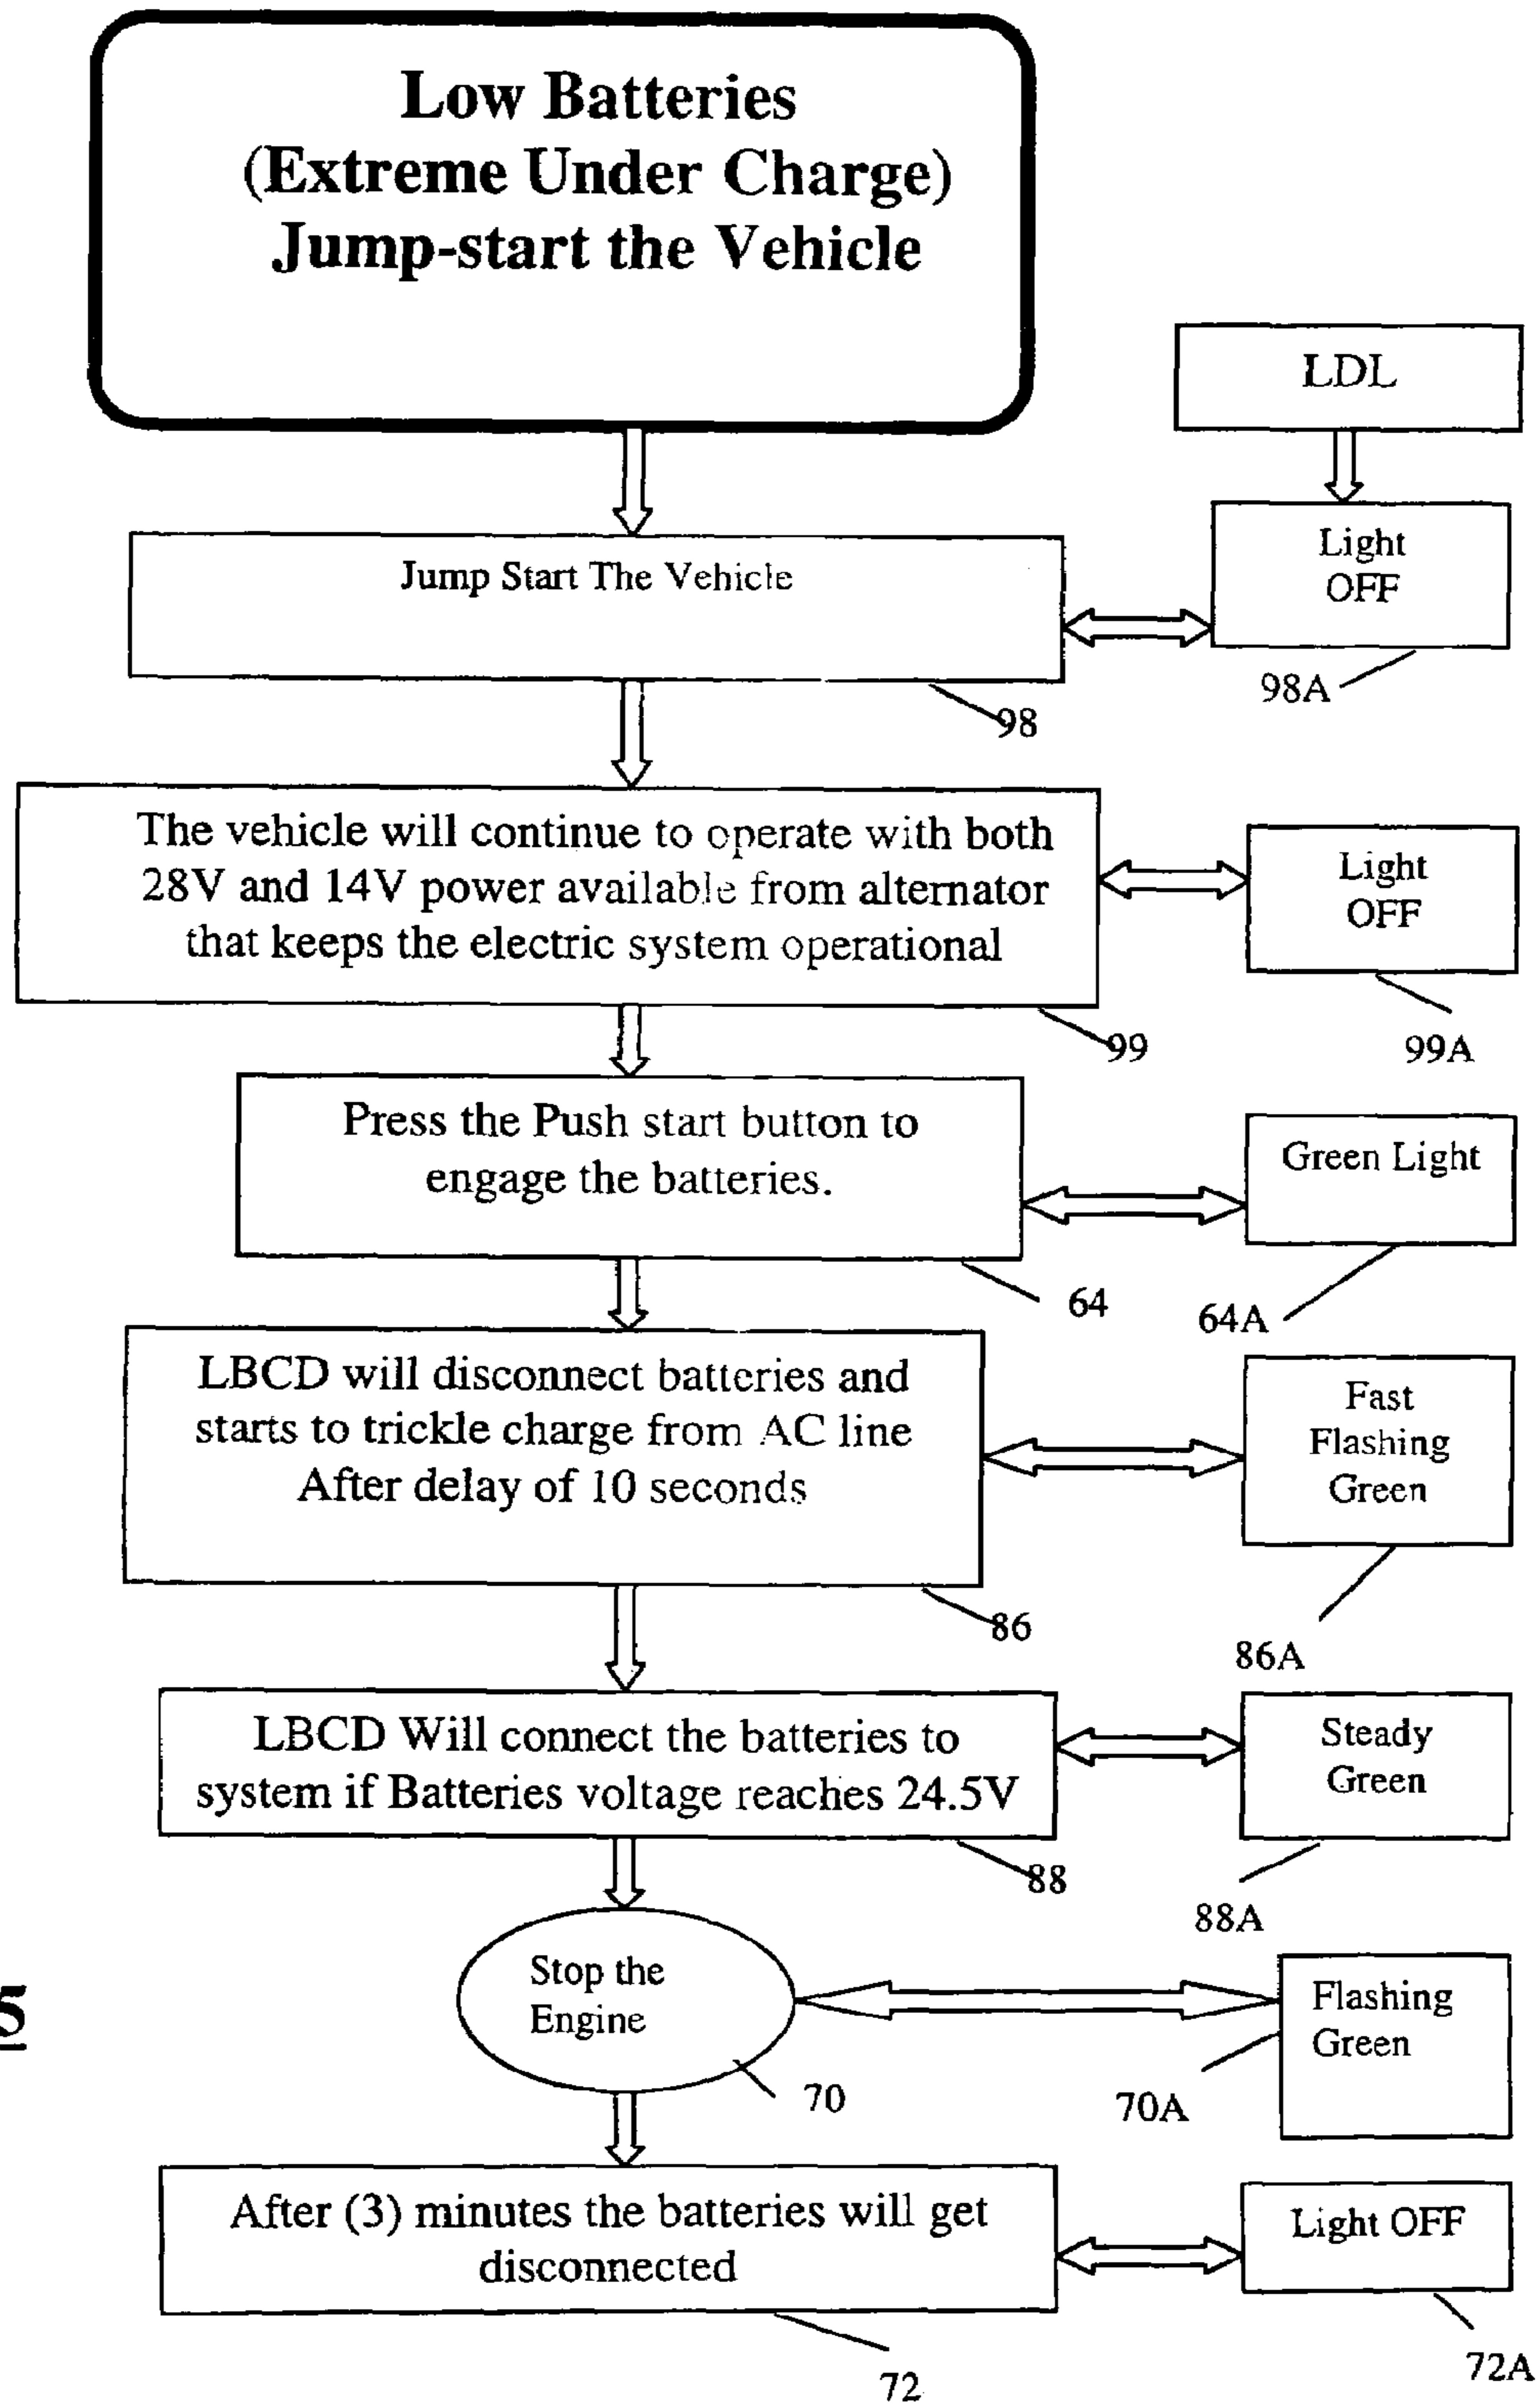 Low Batteries
(Extreme Under Charge)
Jump-start the Vehicle
LDL
Jump Start The Vehicle
Light
OFF
98A
98
The vehicle will continue to operate with both
28V and 14V power available from alternator
that keeps the electric system operational
Light
OFF
99
99A
Press the Push start button to
engage the batteries.
Green Light
64
64A
LBCD will disconnect batteries and
starts to trickle charge from AC line
After delay of 10 seconds
Fast
Flashing
Green
86
86A
LBCD Will connect the batteries to
system if Batteries voltage reaches 24.5V
Steady
Green
88
88A
5
Stop the
Engine
Flashing
Green
70
70A
After (3) minutes the batteries will get
disconnected
Light OFF
72
72A